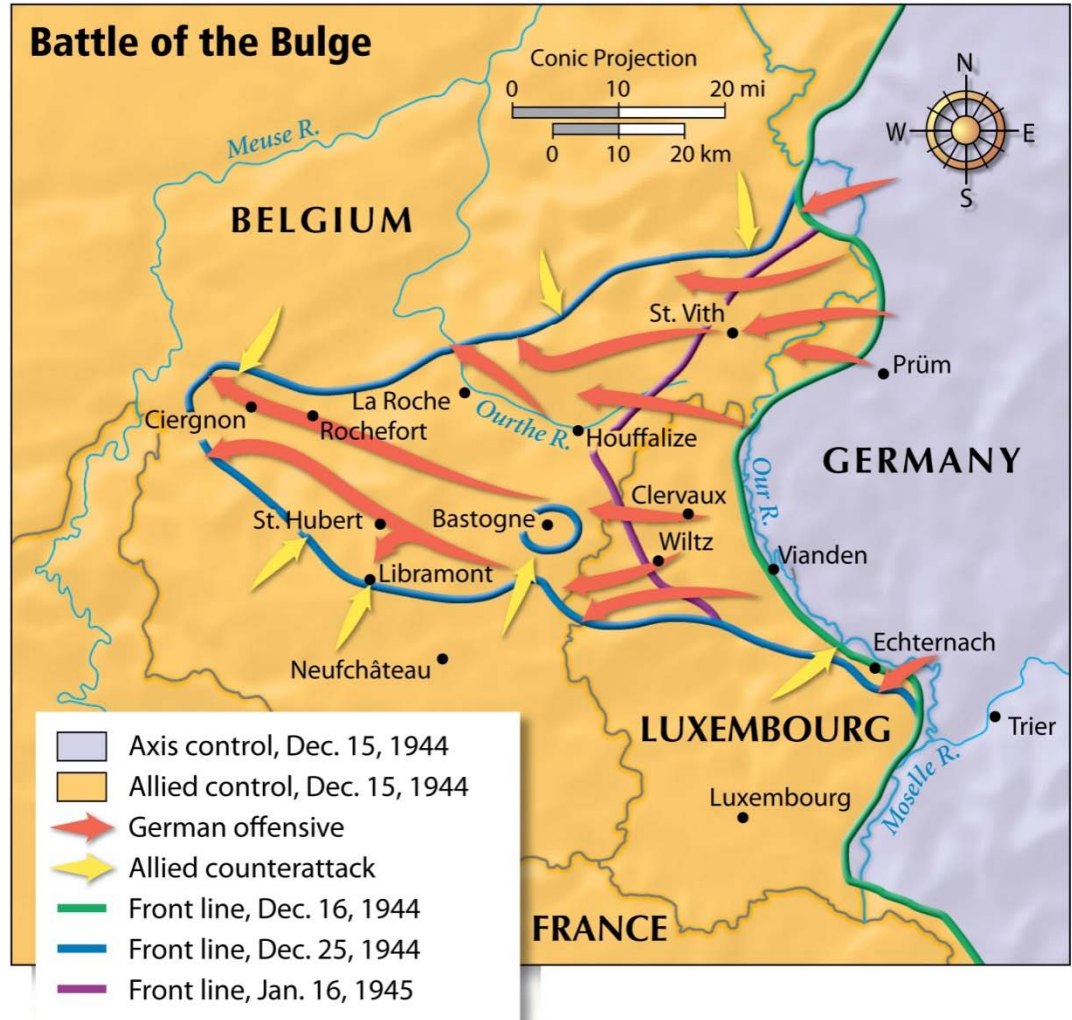 Battle of the Bulge
Conic Projection
0 10 20 mi
0 10 20 km
N
W E
S
Meuse R.
BELGIUM
St. Vith
Prüm
La Roche
Ciergnon
Rochefort
Ourthe R.
Houffalize
GERMANY
Our R.
Clervaux
St. Hubert
Bastogne
Wiltz
Vianden
Libramont
Echternach
Neufchâteau
LUXEMBOURG
Trier
Moselle R.
Luxembourg
FRANCE
Axis control, Dec. 15, 1944
Allied control, Dec. 15, 1944
German offensive
Allied counterattack
Front line, Dec. 16, 1944
Front line, Dec. 25, 1944
Front line, Jan. 16, 1945